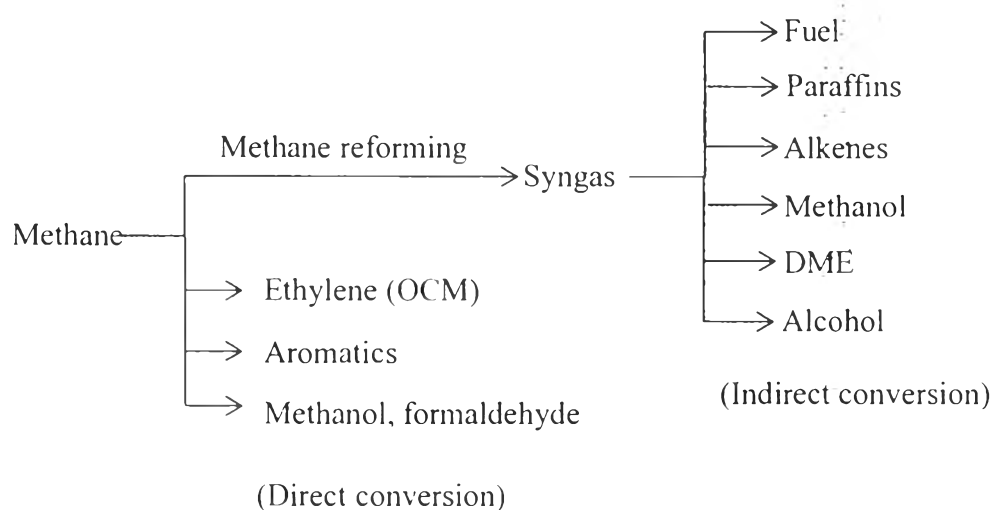 Fuel
Paraffins
Methane reforming
Alkenes
Syngas
Methanol
Methane
DME
Ethylene (OCM)
Alcohol
Aromatics
(Indirect conversion)
Methanol, formaldehyde
(Direct conversion)